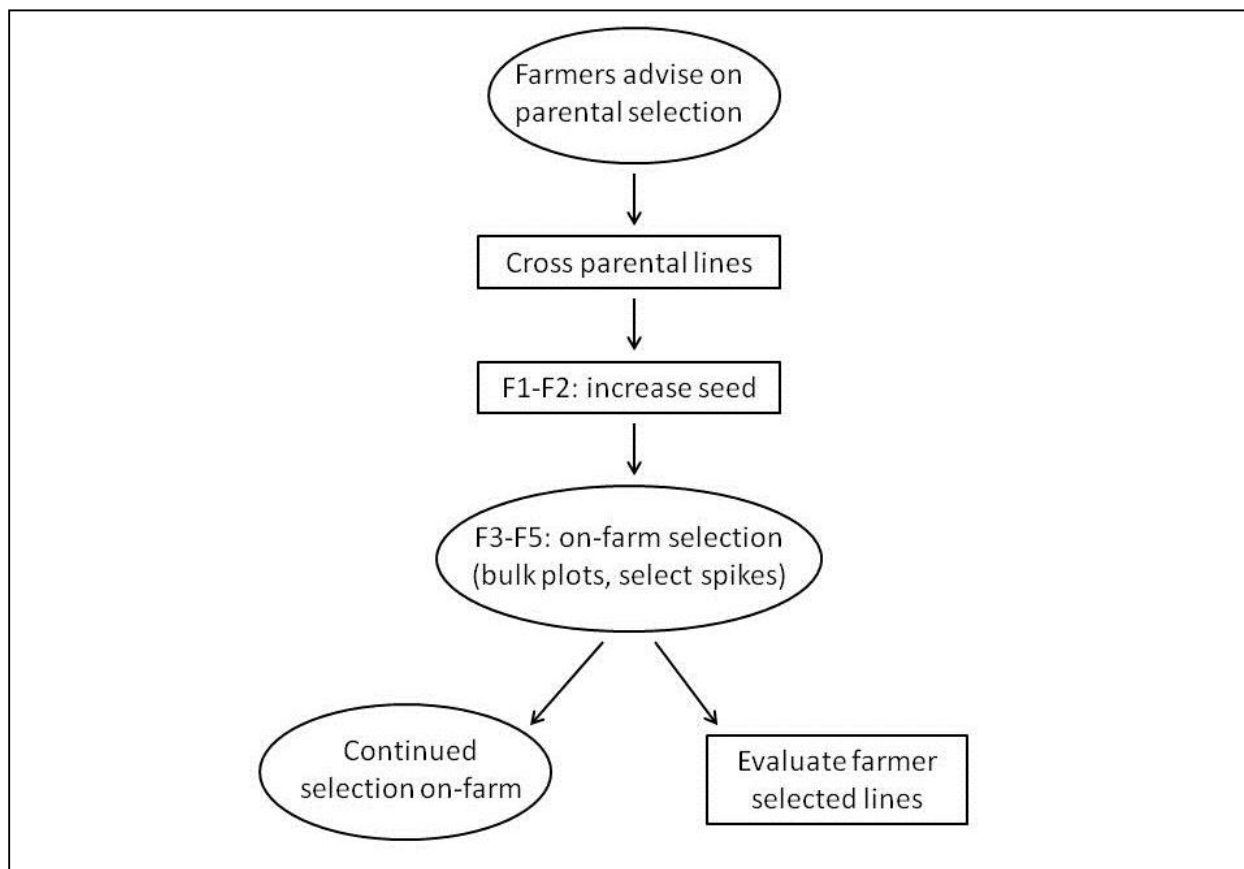 Farmers advise on
parental selection
Cross parental lines
F1-F2: increase seed
F3-F5: on-farm selection
(bulk plots, select spikes)
Continued
selection on-farm
Evaluate farmer
selected lines